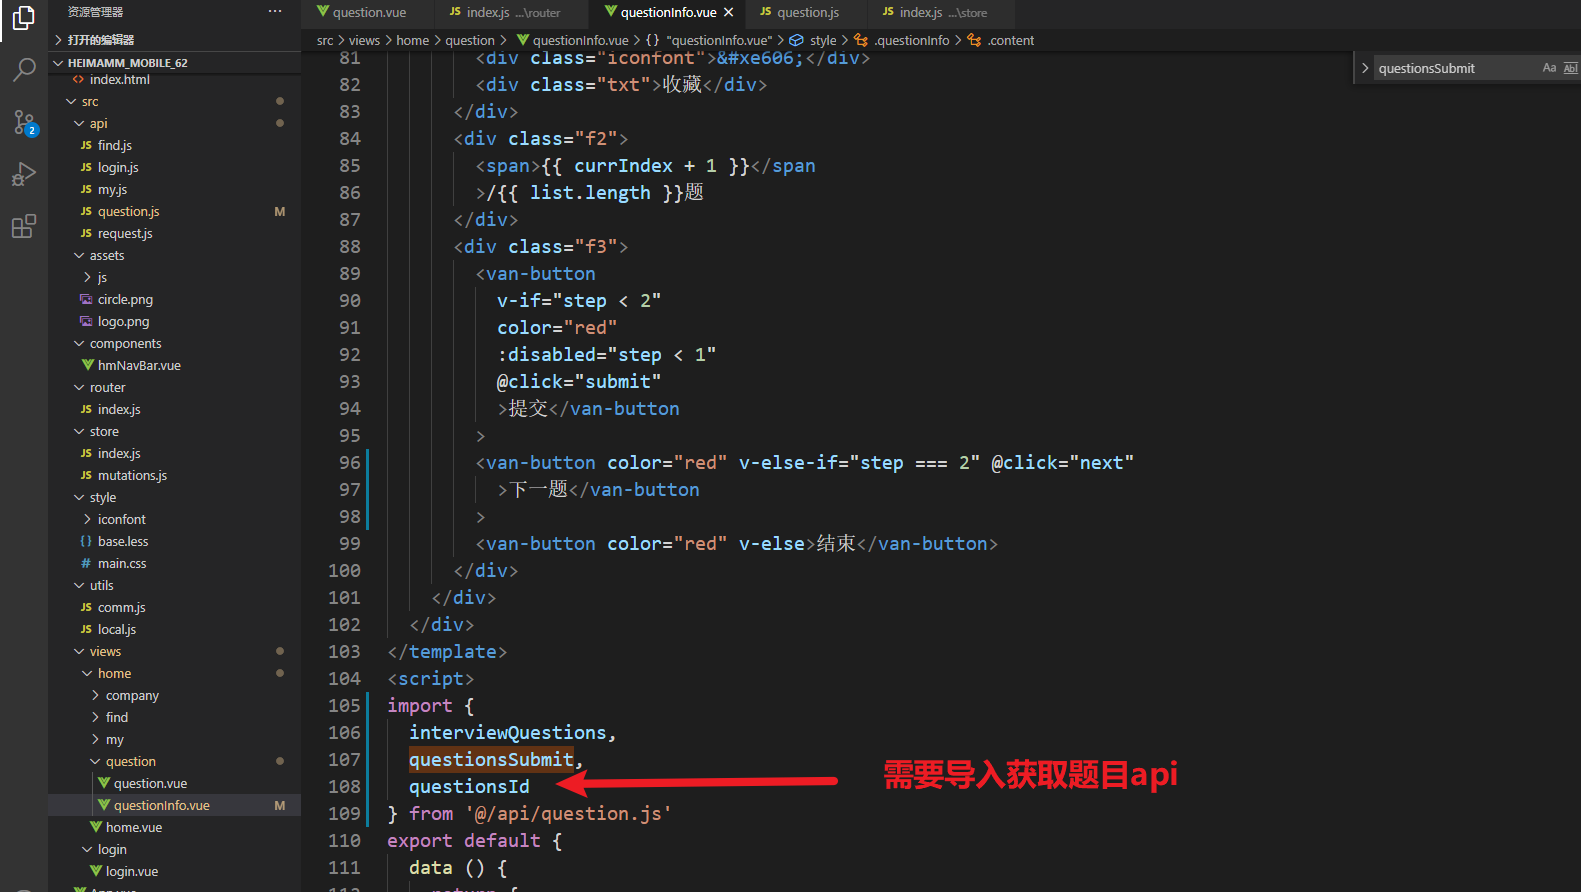 资源管理器 ···
打开的编辑器
HEIMAMM_MOBILE_62
index.html
src
api
find.js
login.js
my.js
question.js M
request.js
assets
js
circle.png
logo.png
components
hmNavBar.vue
router
index.js
store
index.js
mutations.js
style
iconfont
base.less
main.css
utils
comm.js
local.js
views
home
company
find
my
question
question.vue
questionInfo.vue M
home.vue
login
login.vue
App.vue
2
question.vue JS index.js ...\router questionInfo.vue × JS question.js JS index.js ...\store
src > views > home > question > questionInfo.vue > {} "questionInfo.vue" > style > .questionInfo > .content
questionsSubmit Aa Abl
81 <div class="iconfont">&#xe606;</div>
82 <div class="txt">收藏</div>
83 </div>
84 <div class="f2">
85 <span>{{ currIndex + 1 }}</span
86 >/{{ list.length }}题
87 </div>
88 <div class="f3">
89 <van-button
90 v-if="step < 2"
91 color="red"
92 :disabled="step < 1"
93 @click="submit"
94 >提交</van-button
95 >
96 <van-button color="red" v-else-if="step === 2" @click="next"
97 >下一题</van-button
98 >
99 <van-button color="red" v-else>结束</van-button>
100 </div>
101 </div>
102 </div>
103 </template>
104 <script>
105 import {
106 interviewQuestions,
107 questionsSubmit,
108 questionsId
109 } from '@/api/question.js'
110 export default {
111 data () {
112 return {
需要导入获取题目api